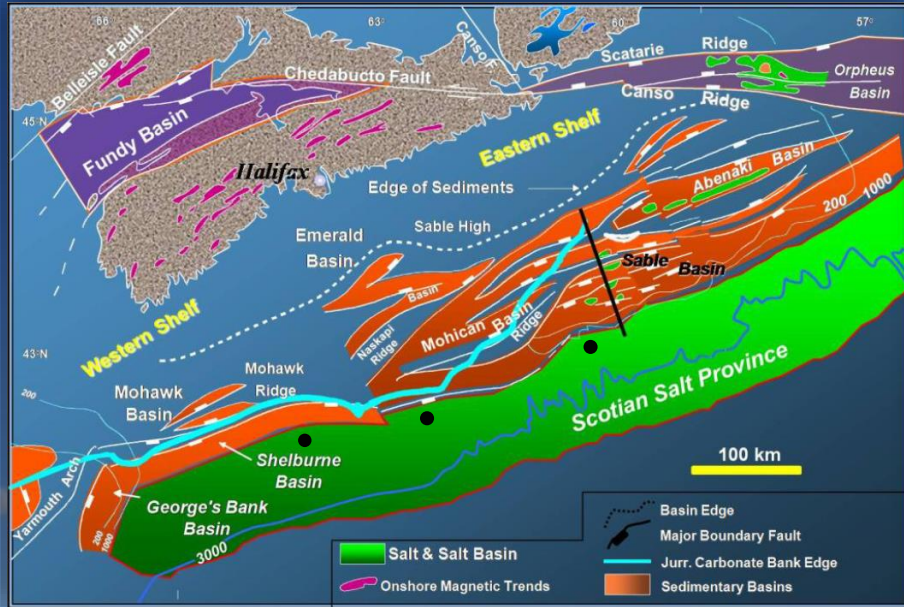 66
63
60
57°
Belleisle Fault
Canso F.
Scatarie Ridge
Chedabucto Fault
Orpheus
Basin
Canso Ridge
45°N
Fundy Basin
Eastern Shelf
Halifax
Abenaki Basin
Edge of Sediments
200
1000
Sable High
Emerald
Basin
Sable Basin
Basin
Western Shelf
Naskapi
Ridge
Mohican Basin
Ridge
43°N
Mohawk
Ridge
Mohawk
Basin
200
Scotian Salt Province
Shelburne
Basin
100 km
Yarmouth Arch
George's Bank
Basin
200
1000
3000
Basin Edge
Major Boundary Fault
Jurr. Carbonate Bank Edge
Sedimentary Basins
Salt & Salt Basin
Onshore Magnetic Trends